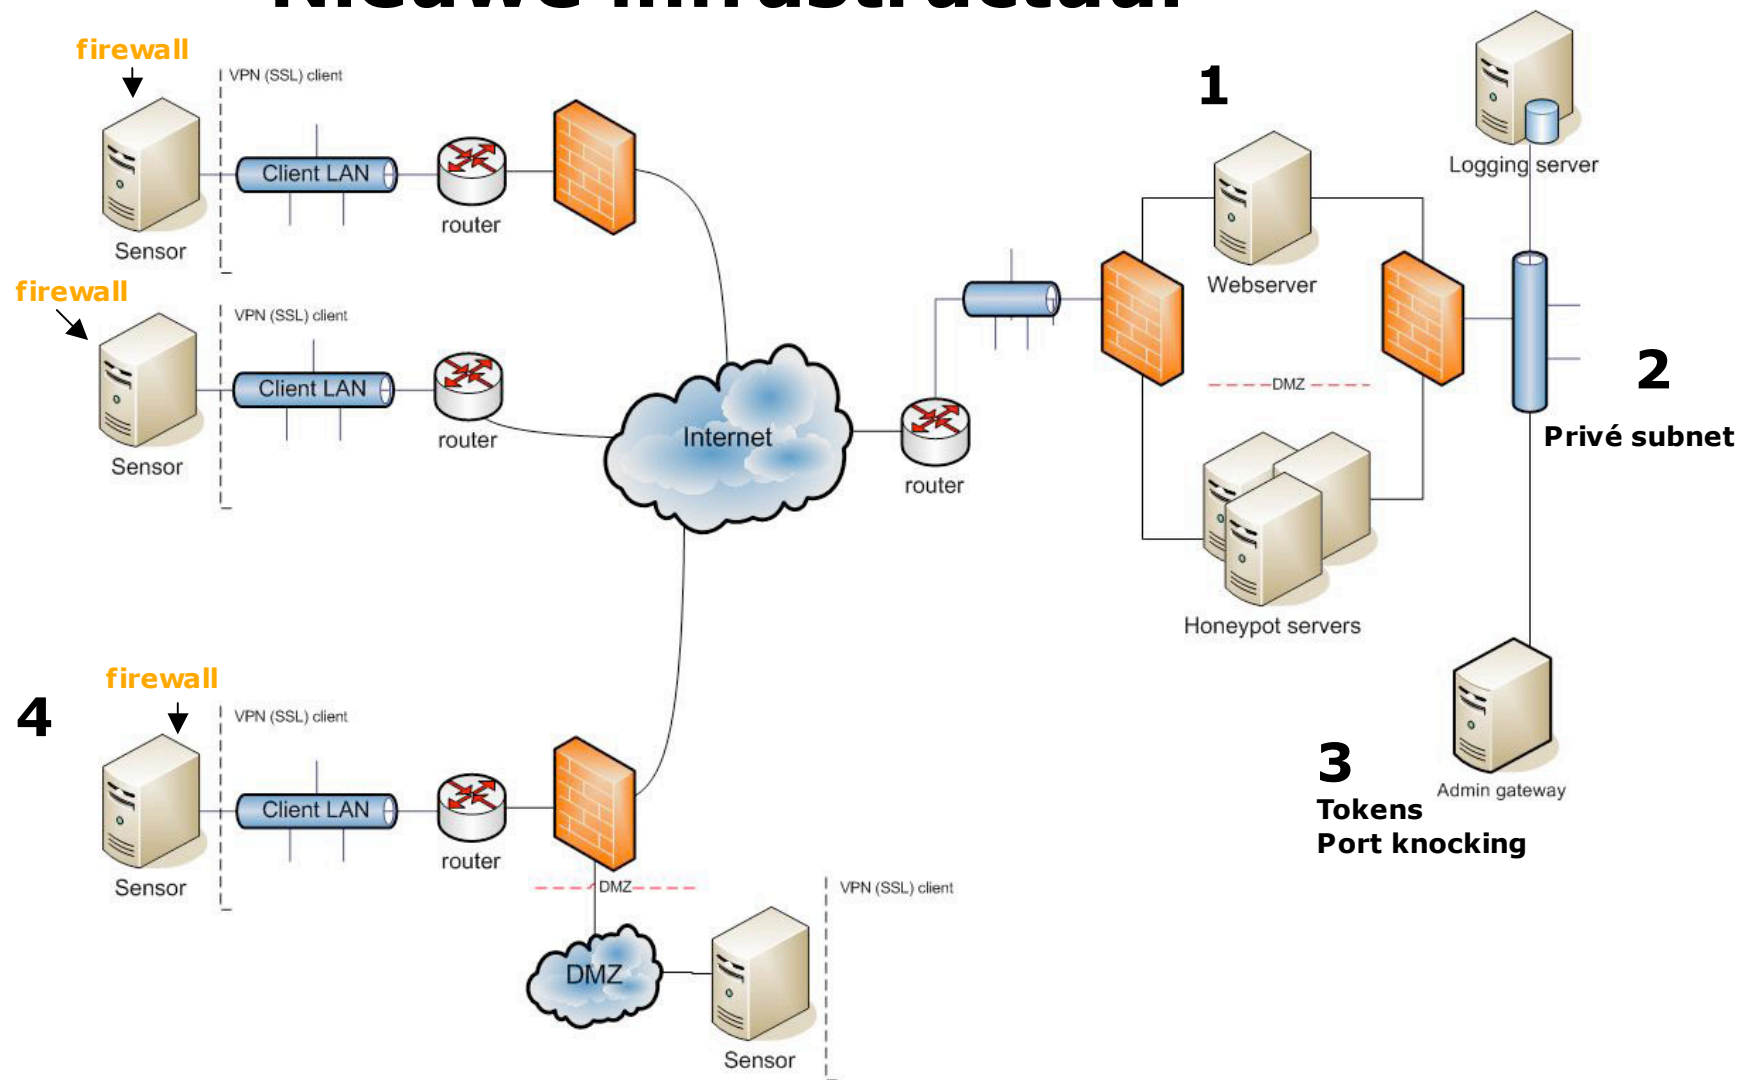 Nieuwe infrastructuur
firewall
VPN (SSL) client
Client LAN
router
Sensor
firewall
VPN (SSL) client
Client LAN
router
Sensor
Internet
router
1
Webserver
DMZ
Honeypot servers
Logging server
2
Privé subnet
3
Tokens
Port knocking
Admin gateway
4
firewall
VPN (SSL) client
Client LAN
router
Sensor
DMZ
DMZ
VPN (SSL) client
Sensor